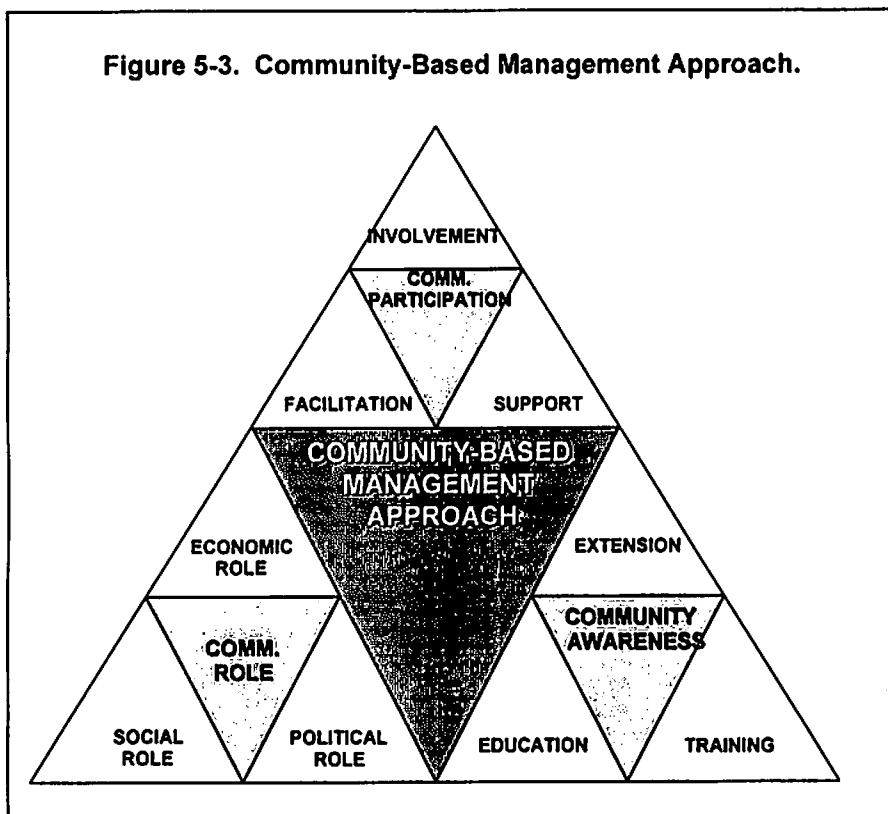 Figure 5-3. Community-Based Management Approach.
INVOLVEMENT
COMM.
PARTICIPATION
FACILITATION
SUPPORT
COMMUNITY-BASED
MANAGEMENT
APPROACH
ECONOMIC
ROLE
EXTENSION
COMM.
ROLE
COMMUNITY
AWARENESS
SOCIAL
ROLE
POLITICAL
ROLE
EDUCATION
TRAINING